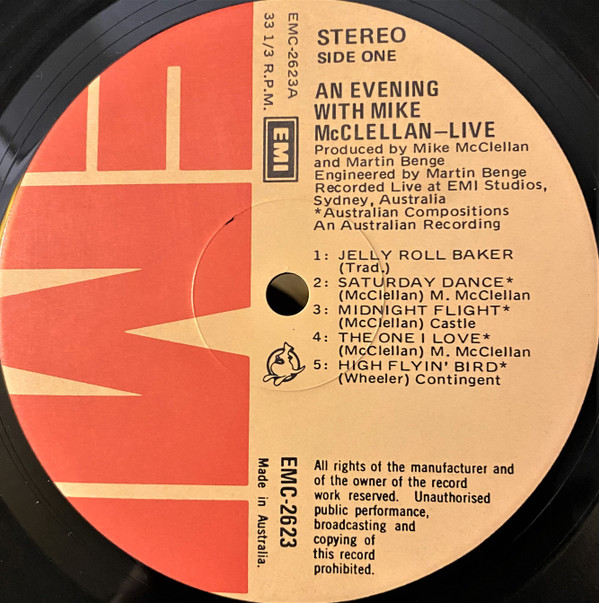 STEREO
SIDE ONE
EMC-2623A
33 1/3 R.P.M.
EMI
EMI
AN EVENING
WITH MIKE
McCLELLAN—LIVE
Produced by Mike McClellan
and Martin Benge
Engineered by Martin Benge
Recorded Live at EMI Studios,
Sydney, Australia
*Australian Compositions
An Australian Recording
1: JELLY ROLL BAKER
(Trad.)
2: SATURDAY DANCE*
(McClellan) M. McClellan
3: MIDNIGHT FLIGHT*
(McClellan) Castle
4: THE ONE I LOVE*
(McClellan) M. McClellan
5: HIGH FLYIN' BIRD*
(Wheeler) Contingent
EMC-2623
Made in Australia.
All rights of the manufacturer and
of the owner of the record
work reserved. Unauthorised
public performance,
broadcasting and
copying of
this record
prohibited.